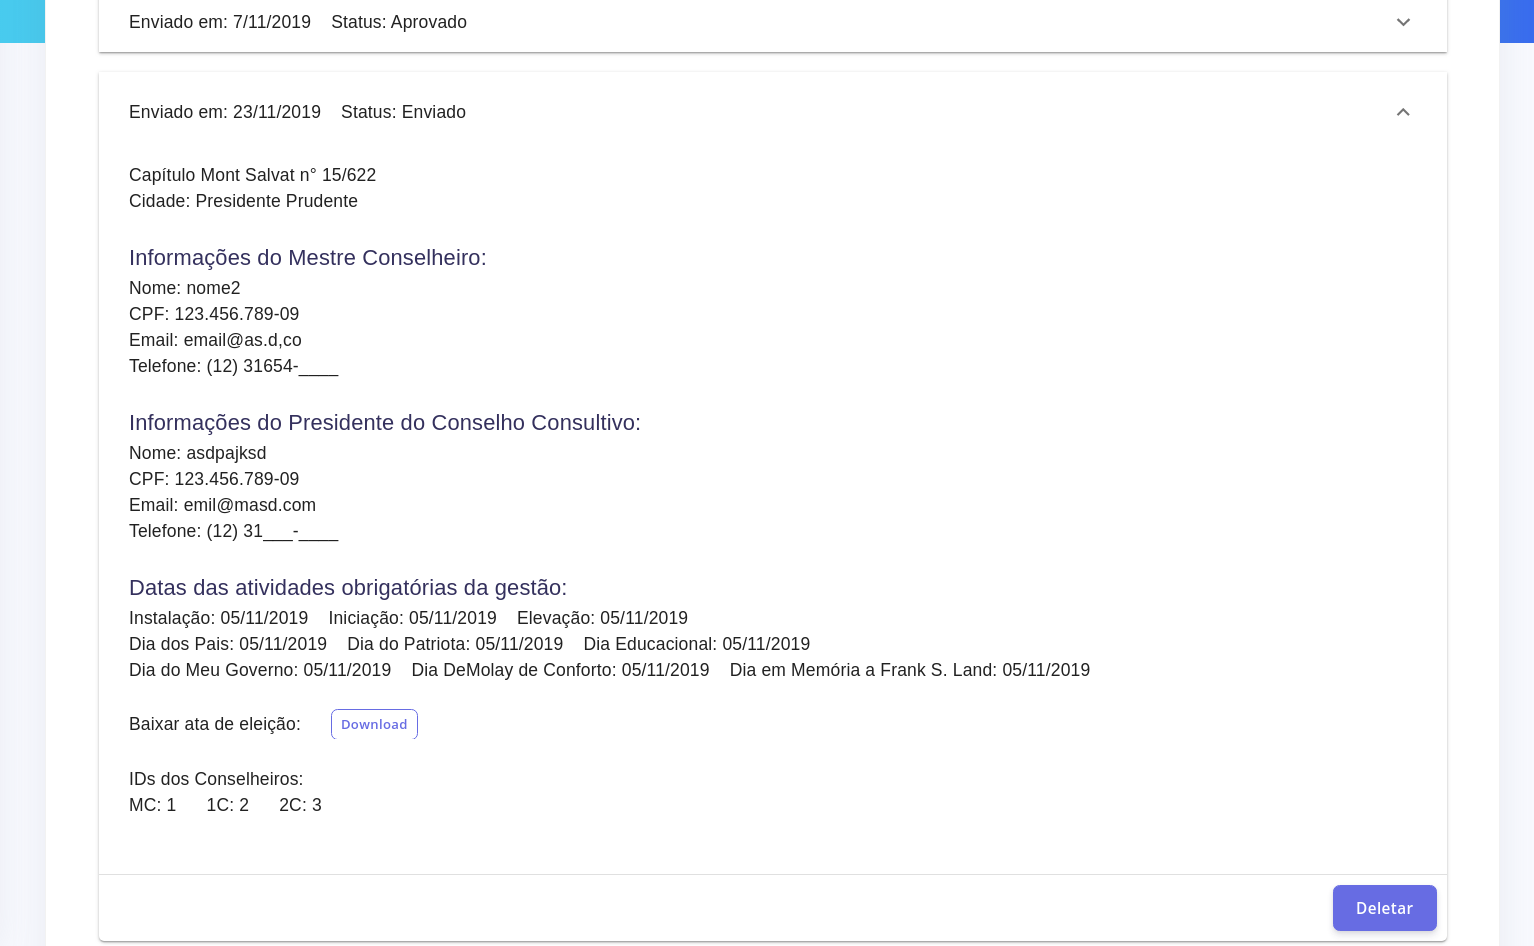 Enviado em: 7/11/2019 Status: Aprovado
Enviado em: 23/11/2019 Status: Enviado
Capítulo Mont Salvat n° 15/622
Cidade: Presidente Prudente
Informações do Mestre Conselheiro:
Nome: nome2
CPF: 123.456.789-09
Email: email@as.d,co
Telefone: (12) 31654-____
Informações do Presidente do Conselho Consultivo:
Nome: asdpajksd
CPF: 123.456.789-09
Email: emil@masd.com
Telefone: (12) 31___-____
Datas das atividades obrigatórias da gestão:
Instalação: 05/11/2019 Iniciação: 05/11/2019 Elevação: 05/11/2019
Dia dos Pais: 05/11/2019 Dia do Patriota: 05/11/2019 Dia Educacional: 05/11/2019
Dia do Meu Governo: 05/11/2019 Dia DeMolay de Conforto: 05/11/2019 Dia em Memória a Frank S. Land: 05/11/2019
Baixar ata de eleição: Download
IDs dos Conselheiros:
MC: 1 1C: 2 2C: 3
Deletar